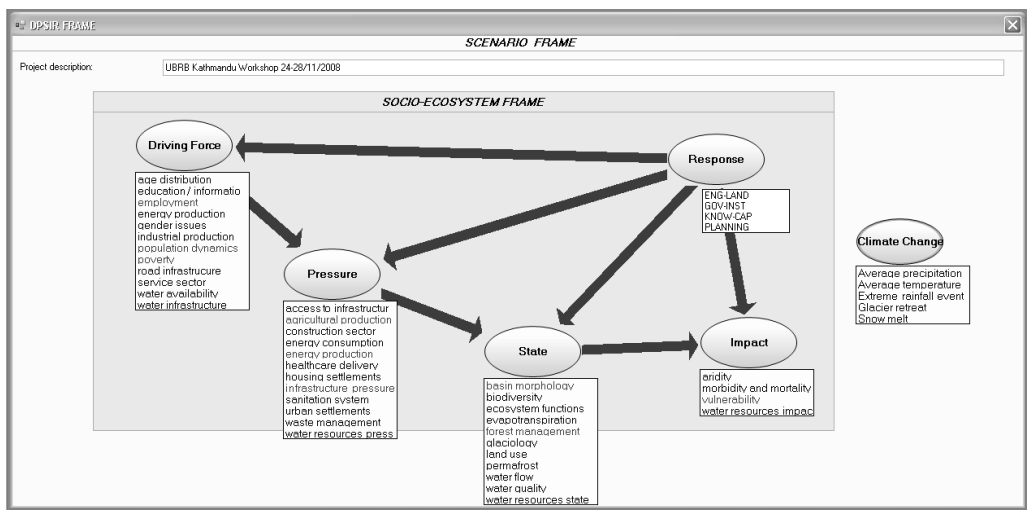 DPSIR FRAME
SCENARIO FRAME
Project description:
UBRB Kathmandu Workshop 24-28/11/2008
SOCIO-ECOSYSTEM FRAME
Driving Force
age distribution
education / informatio
employment
energy production
gender issues
industrial production
population dynamics
poverty
road infrastrucure
service sector
water availability
water infrastructure
Response
ENG-LAND
GOV-INST
KNOW-CAP
PLANNING
Pressure
access to infrastructur
agricultural production
construction sector
energy consumption
energy production
healthcare delivery
housing settlements
infrastructure pressure
sanitation system
urban settlements
waste management
water resources press
State
basin morphology
biodiversity
ecosystem functions
evapotranspiration
forest management
glaciology
land use
permafrost
water flow
water quality
water resources state
Impact
aridity
morbidity and mortality
vulnerability
water resources impac
Climate Change
Average precipitation
Average temperature
Extreme rainfall event
Glacier retreat
Snow melt